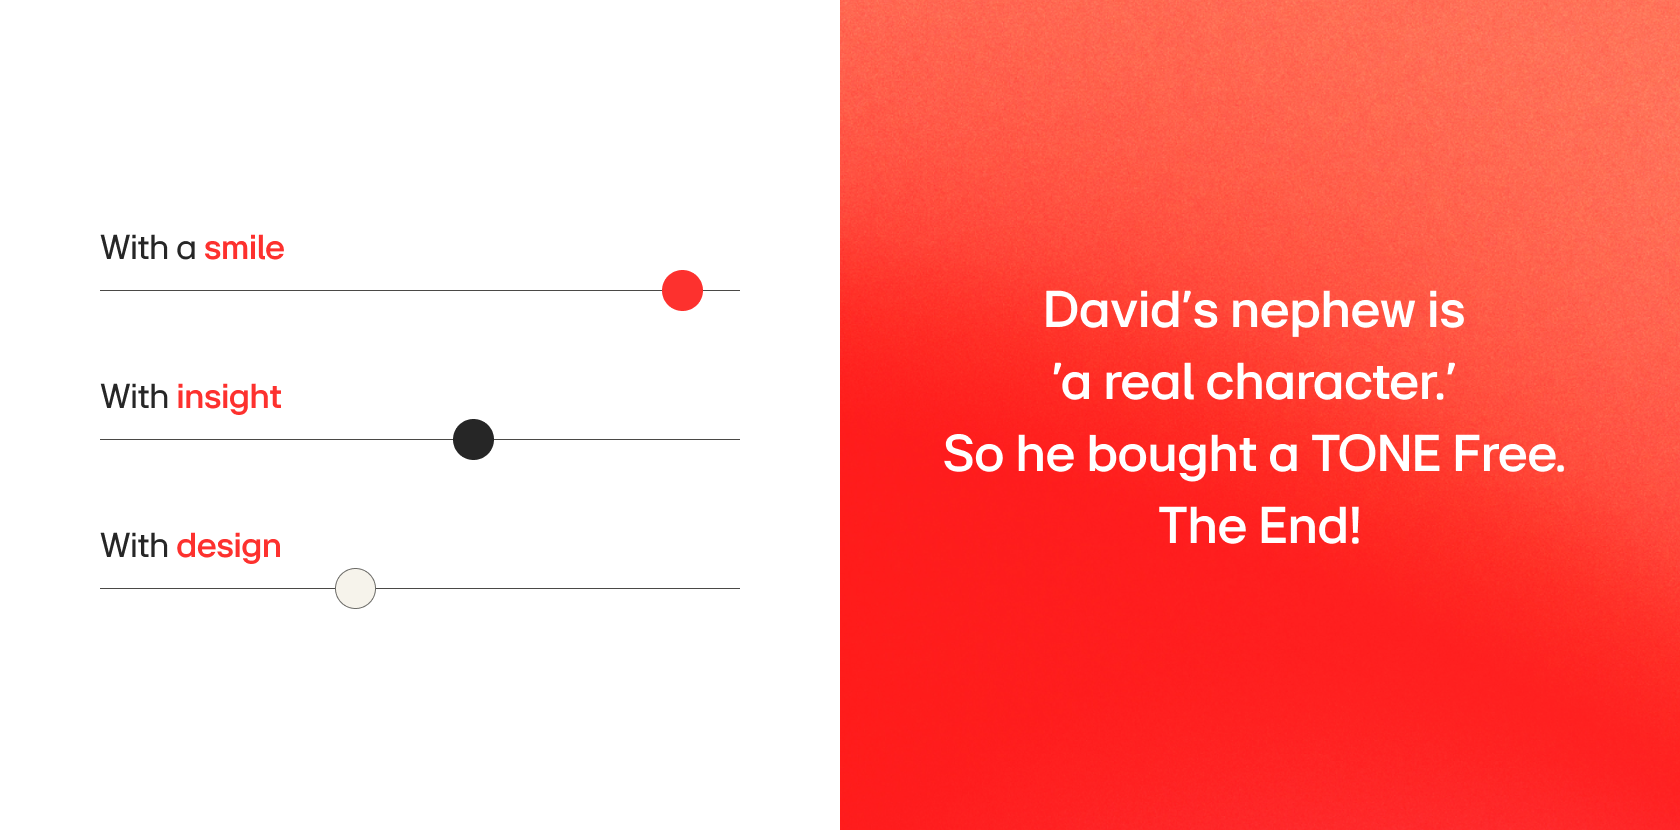 With a smile
With insight
With design
David's nephew is
'a real character.'
So he bought a TONE Free.
The End!